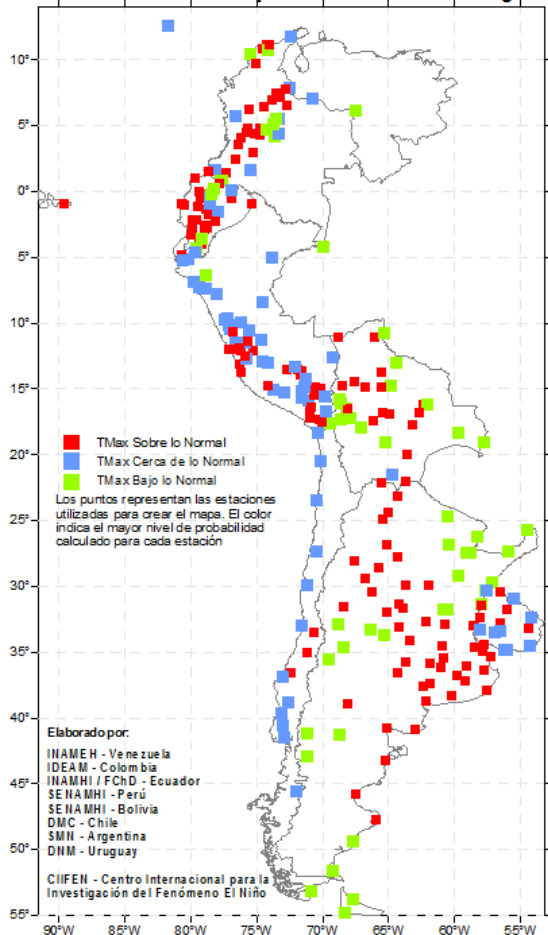 10°
5°
0°
5°
10°
15°
TMax Sobre lo Normal
TMax Cerca de lo Normal
TMax Bajo lo Normal
20°
Los puntos representan las estaciones
utilizadas para crear el mapa. El color
indica el mayor nivel de probabilidad
calculado para cada estación
25°
30°
35°
40°
Elaborado por:
INAMEH - Venezuela
IDEAM - Colombia
INAMHI / FChD - Ecuador
SENAMHI - Perú
SENAMHI - Bolivia
DMC - Chile
SMN - Argentina
DNM - Uruguay
45°
50°
CIIFEN - Centro Internacional para la
Investigación del Fenómeno El Niño
55°
90°W 85°W 80°W 75°W 70°W 65°W 60°W 55°W